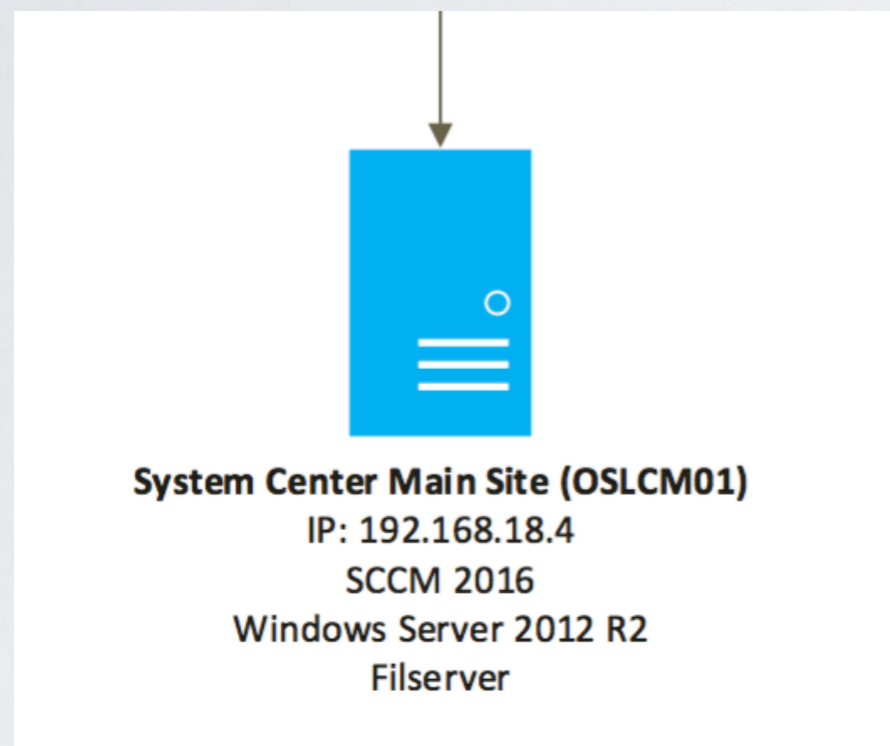 System Center Main Site (OSLCM01)
IP: 192.168.18.4
SCCM 2016
Windows Server 2012 R2
Filserver